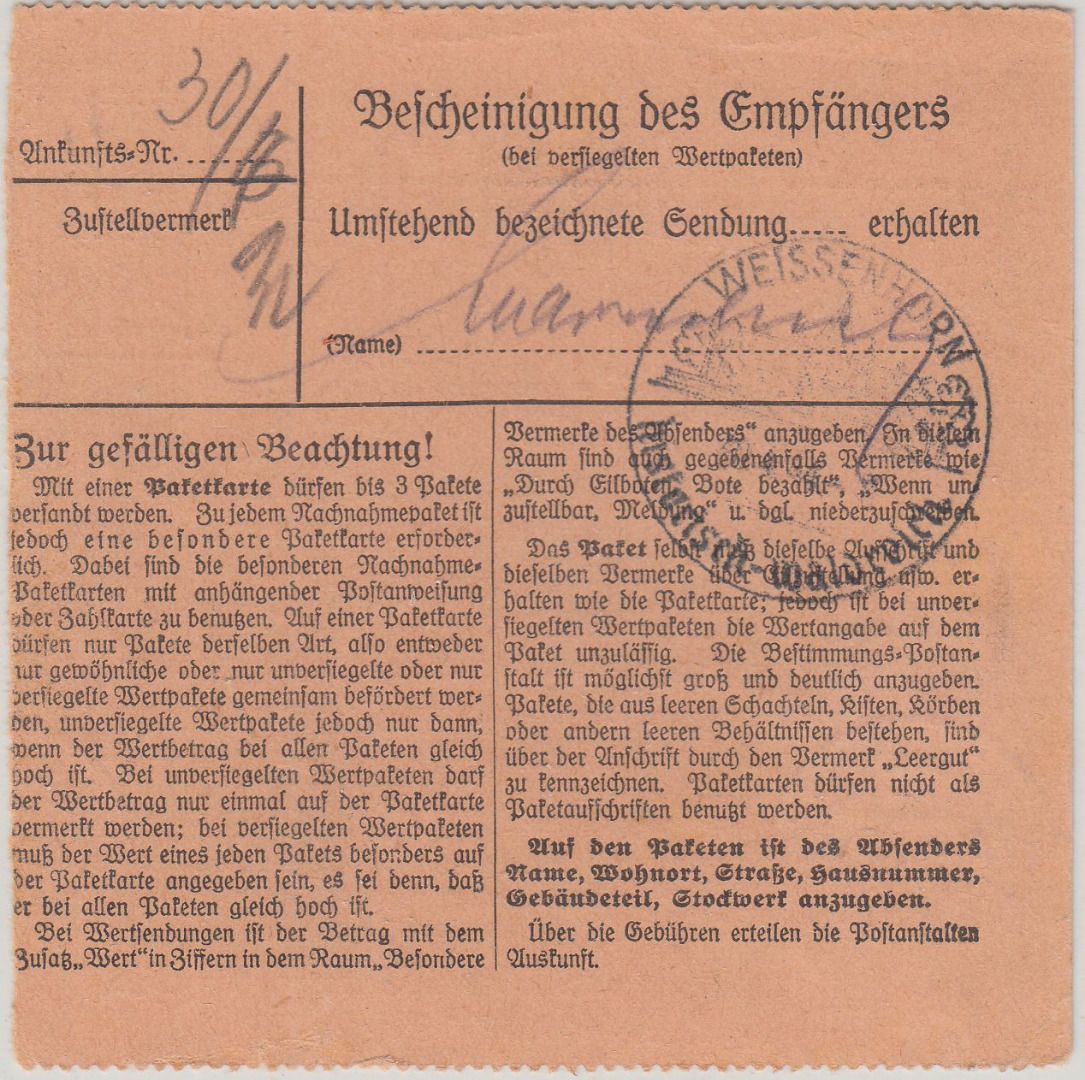 30/6
Ankunfts-Nr. ........
Zustellvermerk
Bescheinigung des Empfängers
(bei versiegelten Wertpaketen)
Umstehend bezeichnete Sendung..... erhalten
(Name) ........................................
WEISSENHORN
Zur gefälligen Beachtung!
Mit einer Paketkarte dürfen bis 3 Pakete
versandt werden. Zu jedem Nachnahmepaket ist
jedoch eine besondere Paketkarte erforder-
lich. Dabei sind die besonderen Nachnahme-
Paketkarten mit anhängender Postanweisung
oder Zahlkarte zu benutzen. Auf einer Paketkarte
dürfen nur Pakete derselben Art, also entweder
nur gewöhnliche oder nur unversiegelte oder nur
versiegelte Wertpakete gemeinsam befördert wer-
den, unversiegelte Wertpakete jedoch nur dann,
wenn der Wertbetrag bei allen Paketen gleich
hoch ist. Bei unversiegelten Wertpaketen darf
der Wertbetrag nur einmal auf der Paketkarte
vermerkt werden; bei versiegelten Wertpaketen
muß der Wert eines jeden Pakets besonders auf
der Paketkarte angegeben sein, es sei denn, daß
er bei allen Paketen gleich hoch ist.
Bei Wertsendungen ist der Betrag mit dem
Zusatz „Wert“ in Ziffern in dem Raum „Besondere
Vermerke des Absenders“ anzugeben. In diesem
Raum sind auch gegebenenfalls Vermerke wie
„Durch Eilboten, Bote bezahlt“, „Wenn un-
zustellbar, Meldung“ u. dgl. niederzuschreiben.
Das Paket selbst muß dieselbe Aufschrift und
dieselben Vermerke über Eilzustellung usw. er-
halten wie die Paketkarte; jedoch ist bei unver-
siegelten Wertpaketen die Wertangabe auf dem
Paket unzulässig. Die Bestimmungs-Postan-
stalt ist möglichst groß und deutlich anzugeben.
Pakete, die aus leeren Schachteln, Kisten, Körben
oder andern leeren Behältnissen bestehen, sind
über der Anschrift durch den Vermerk „Leergut“
zu kennzeichnen. Paketkarten dürfen nicht als
Paketaufschriften benutzt werden.
Auf den Paketen ist des Absenders
Name, Wohnort, Straße, Hausnummer,
Gebäudeteil, Stockwerk anzugeben.
Über die Gebühren erteilen die Postanstalten
Auskunft.